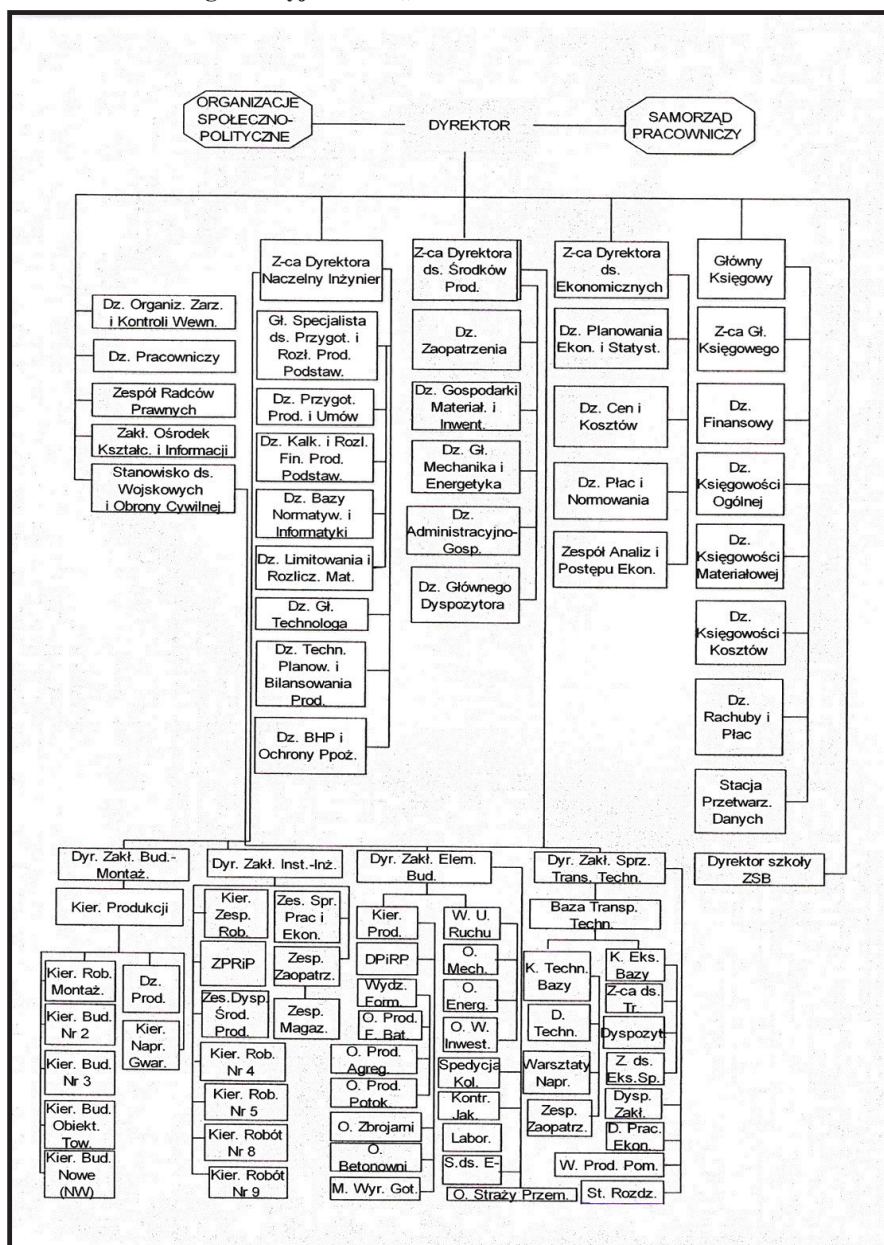 ORGANIZACJE
SPOŁECZNO-
POLITYCZNE
DYREKTOR
SAMORZĄD
PRACOWNICZY
Dz. Organiz. Zarz.
i Kontroli Wewn.
Dz. Pracowniczy
Zespół Radców
Prawnych
Zakł. Ośrodek
Kształc. i Informacji
Stanowisko ds.
Wojskowych
i Obrony Cywilnej
Z-ca Dyrektora
Naczelny Inżynier
Gł. Specjalista
ds. Przygot. i
Rozł. Prod.
Podstaw.
Dz. Przygot.
Prod. i Umów
Dz. Kalk. i Rozl.
Fin. Prod.
Podstaw.
Dz. Bazy
Normatyw. i
Informatyki
Dz. Limitowania i
Rozlicz. Mat.
Dz. Gł.
Technologa
Dz. Techn.
Planow. i
Bilansowania
Prod.
Dz. BHP i
Ochrony Ppoż.
Z-ca Dyrektora
ds. Środków
Prod.
Dz.
Zaopatrzenia
Dz. Gospodarki
Materiał. i
Inwent.
Dz. Gł.
Mechanika i
Energetyka
Dz.
Administracyjno-
Gosp.
Dz. Głównego
Dyspozytora
Z-ca Dyrektora
ds.
Ekonomicznych
Dz. Planowania
Ekon. i Statyst.
Dz. Cen i
Kosztów
Dz. Płac i
Normowania
Zespół Analiz i
Postępu Ekon.
Główny
Księgowy
Z-ca Gł.
Księgowego
Dz.
Finansowy
Dz.
Księgowości
Ogólnej
Dz.
Księgowości
Materiałowej
Dz.
Księgowości
Kosztów
Dz.
Rachuby i
Płac
Stacja
Przetwarz.
Danych
Dyr. Zakł. Bud.-
Montaż.
Kier. Produkcji
Kier. Rob.
Montaż.
Kier. Bud.
Nr 2
Kier. Bud.
Nr 3
Kier. Bud.
Obiekt.
Tow.
Kier. Bud.
Nowe
(NW)
Dz.
Prod.
Kier.
Napr.
Gwar.
Dyr. Zakł. Inst.-Inż.
Kier.
Zesp.
Rob.
ZPRiP
Zes.Dysp.
Środ.
Prod.
Kier. Rob.
Nr 4
Kier. Rob.
Nr 5
Kier. Robót
Nr 8
Kier. Robót
Nr 9
Zes. Spr.
Prac i
Ekon.
Zesp.
Zaopatrz.
Zesp.
Magaz.
Dyr. Zakł. Elem.
Bud.
Kier.
Prod.
DPiRP
Wydz.
Form.
O. Prod.
F. Bat.
O. Prod.
Agreg.
O. Prod.
Potok.
O. Zbrojarni
O.
Betonowni
M. Wyr. Got.
W. U.
Ruchu
O.
Mech.
O.
Energ.
O. W.
Inwest.
Spedycja
Kol.
Kontr.
Jak.
Labor.
S.ds. E-
O. Straży Przem.
Dyr. Zakł. Sprz.
Trans. Techn.
Baza Transp.
Techn.
K. Techn.
Bazy
D.
Techn.
Warsztaty
Napr.
Zesp.
Zaopatrz.
K. Eks.
Bazy
Z-ca ds.
Tr.
Dyspozyt
Z. ds.
Eks.Sp.
Dysp.
Zakł.
D. Prac.
Ekon.
W. Prod. Pom.
St. Rozdz.
Dyrektor szkoły
ZSB